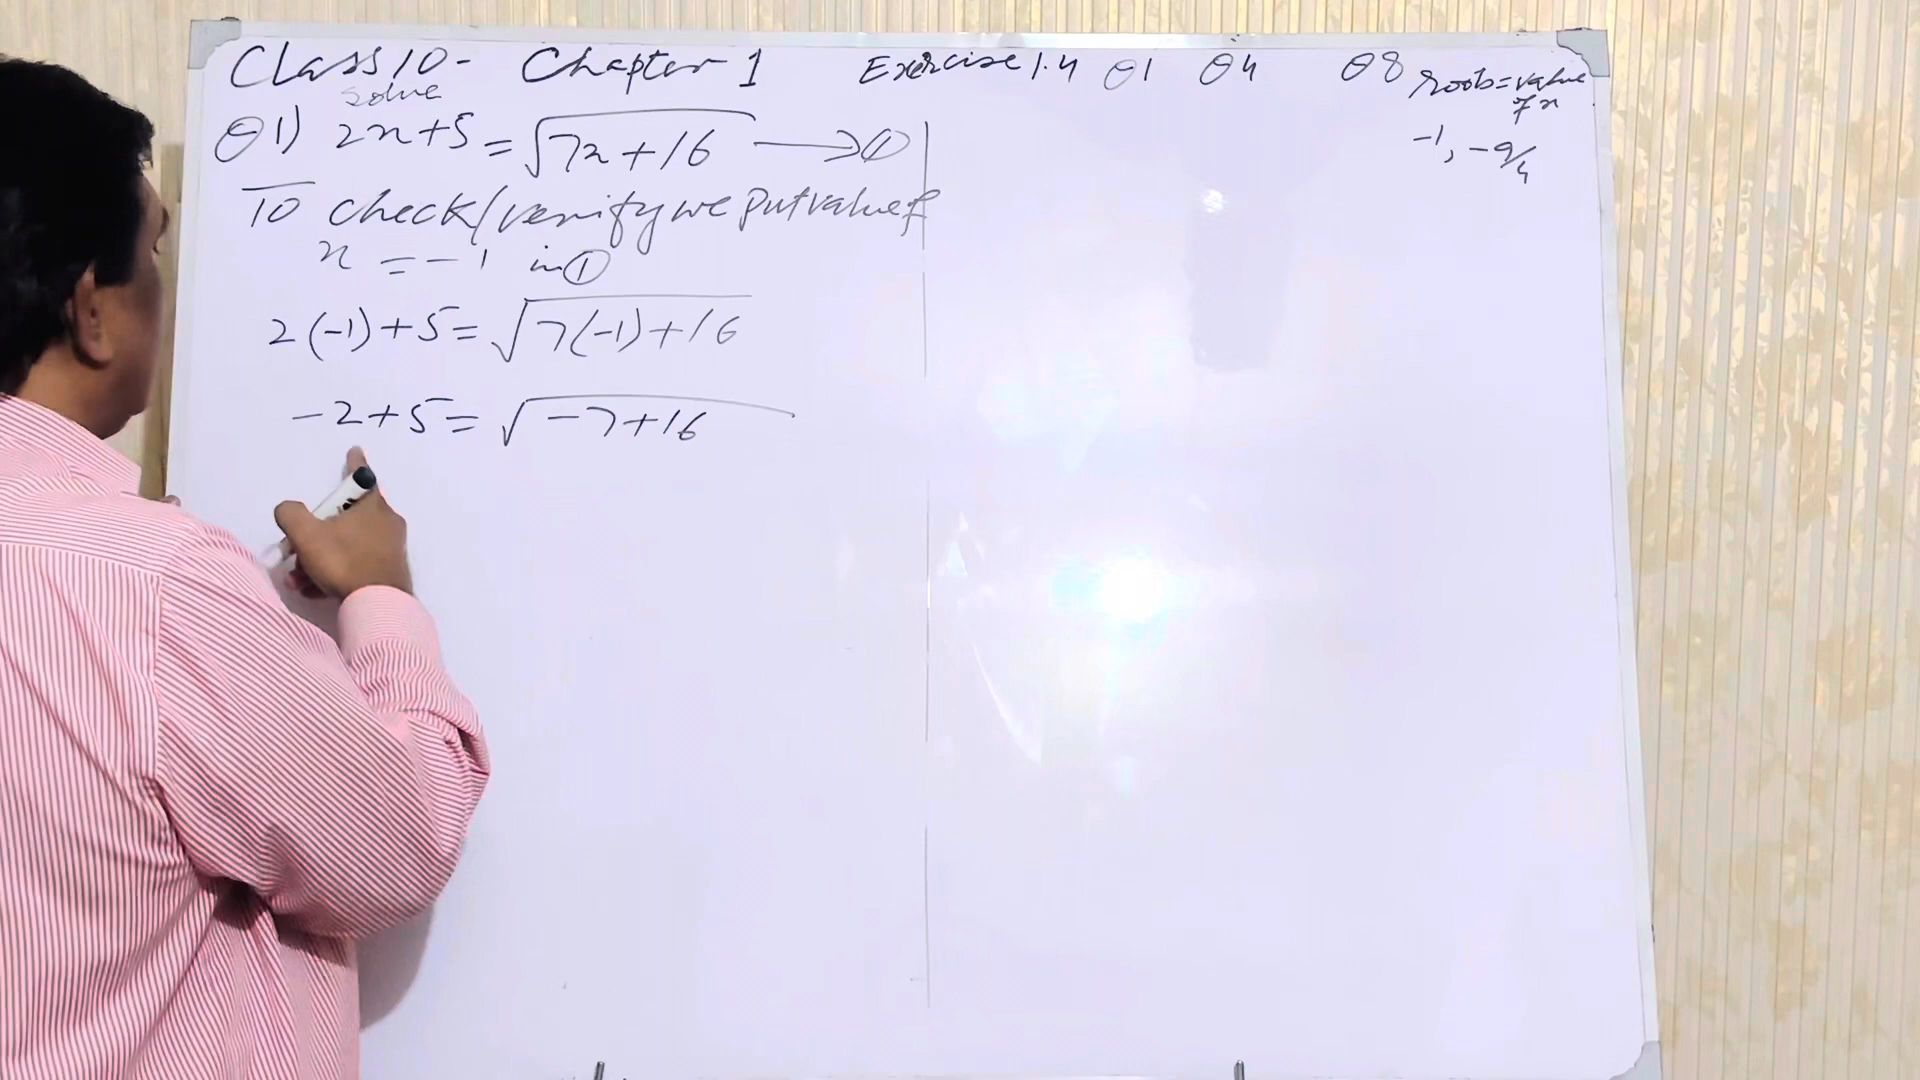 Class 10 - Chapter 1 Exercise 1.4 Q1 Q4 Q8
roots = value of x
-1, -9/4
solve
Q1) 2x+5 = √7x+16 → ①
To check/verify we put value of
x = -1 in ①
2(-1)+5 = √7(-1)+16
-2+5 = √-7+16